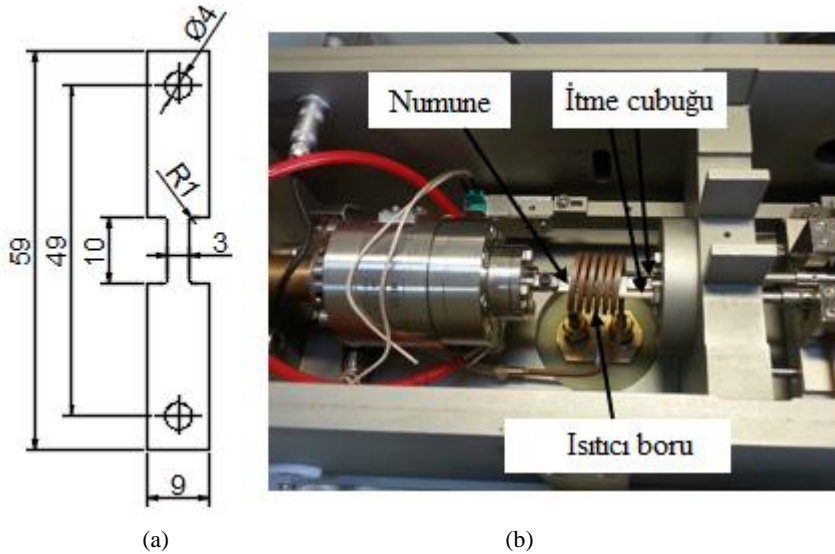 Ø4
R1
59
49
10
3
9
Numune
İtme cubuğu
Isıtıcı boru
(a)
(b)